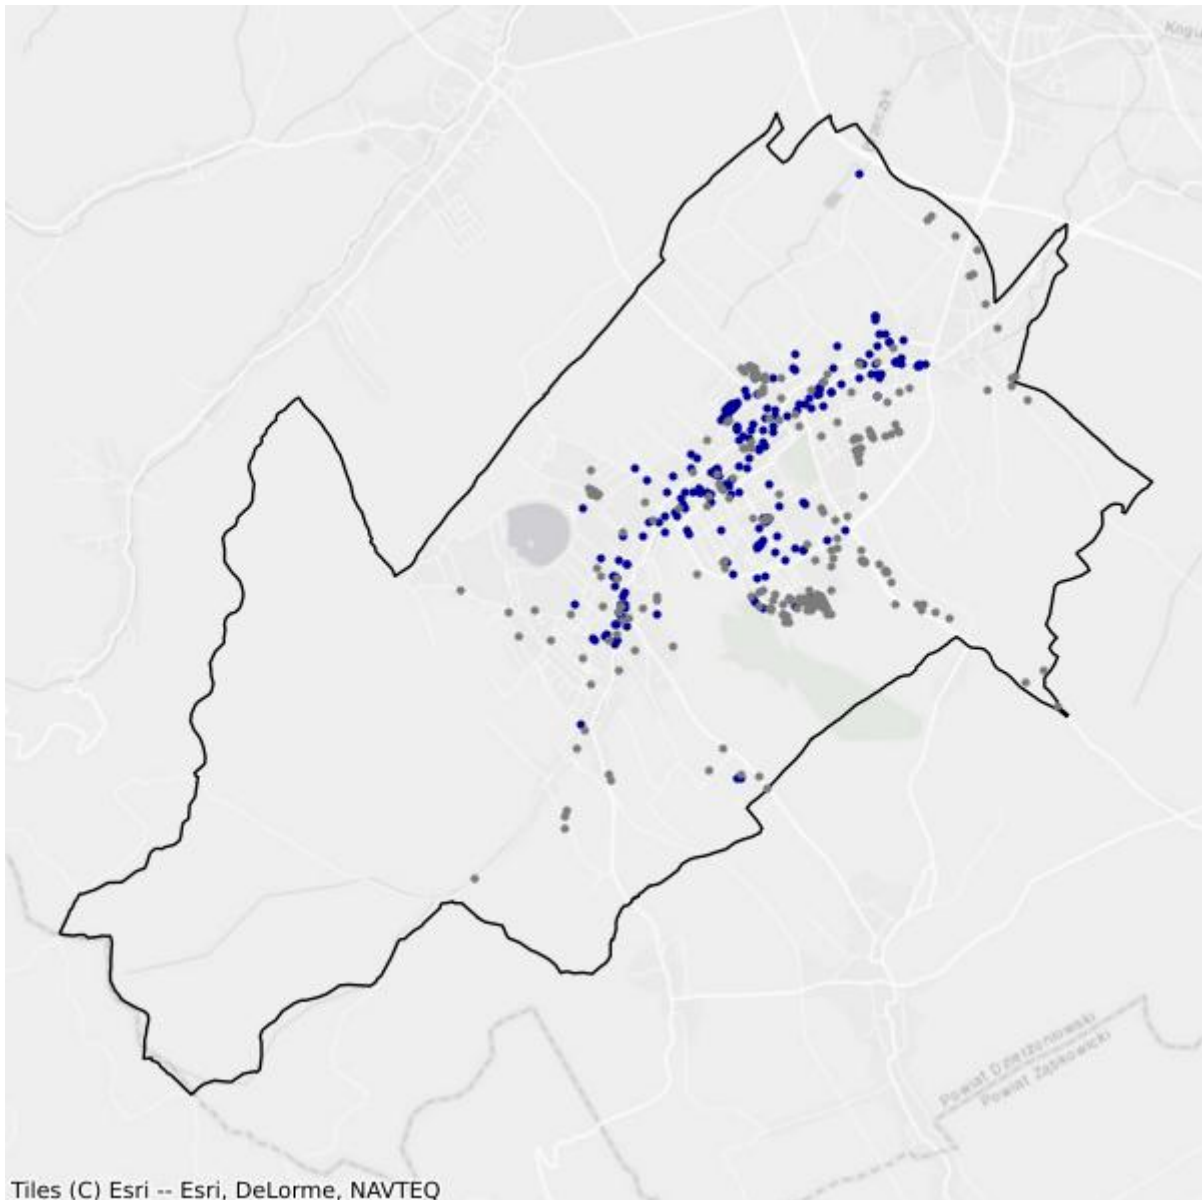 Powiat Dzierżoniowski
Powiat Ząbkowicki
Tiles (C) Esri -- Esri, DeLorme, NAVTEQ